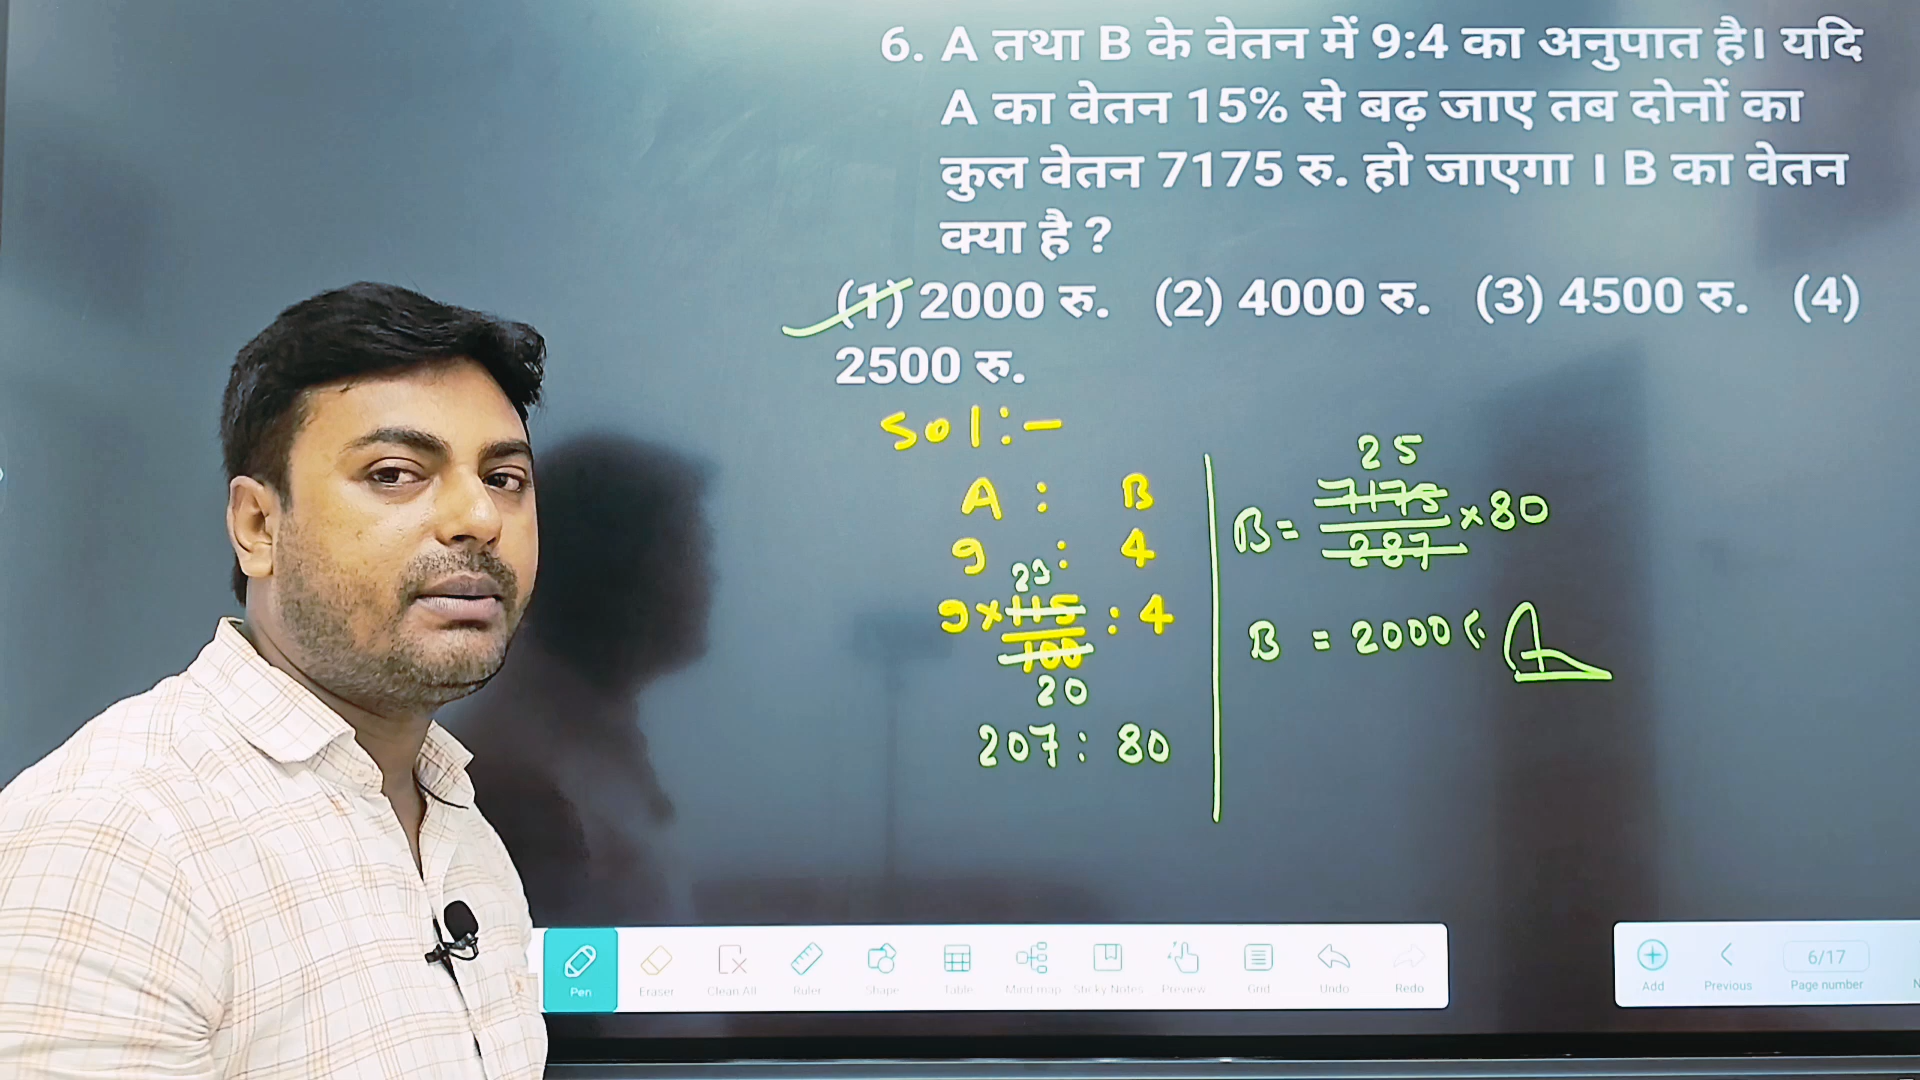 6. A तथा B के वेतन में 9:4 का अनुपात है। यदि
A का वेतन 15% से बढ़ जाए तब दोनों का
कुल वेतन 7175 रु. हो जाएगा । B का वेतन
क्या है ?
(1) 2000 रु. (2) 4000 रु. (3) 4500 रु. (4)
2500 रु.
Sol:-
A : B
9 : 4
23
9 × 115 : 4
100
20
207 : 80
25
B = 7175 × 80
287
B = 2000
Pen Eraser Clean All Ruler Shape Table Mind map Sticky Notes Preview Grid Undo Redo
Add Previous 6/17 Page number